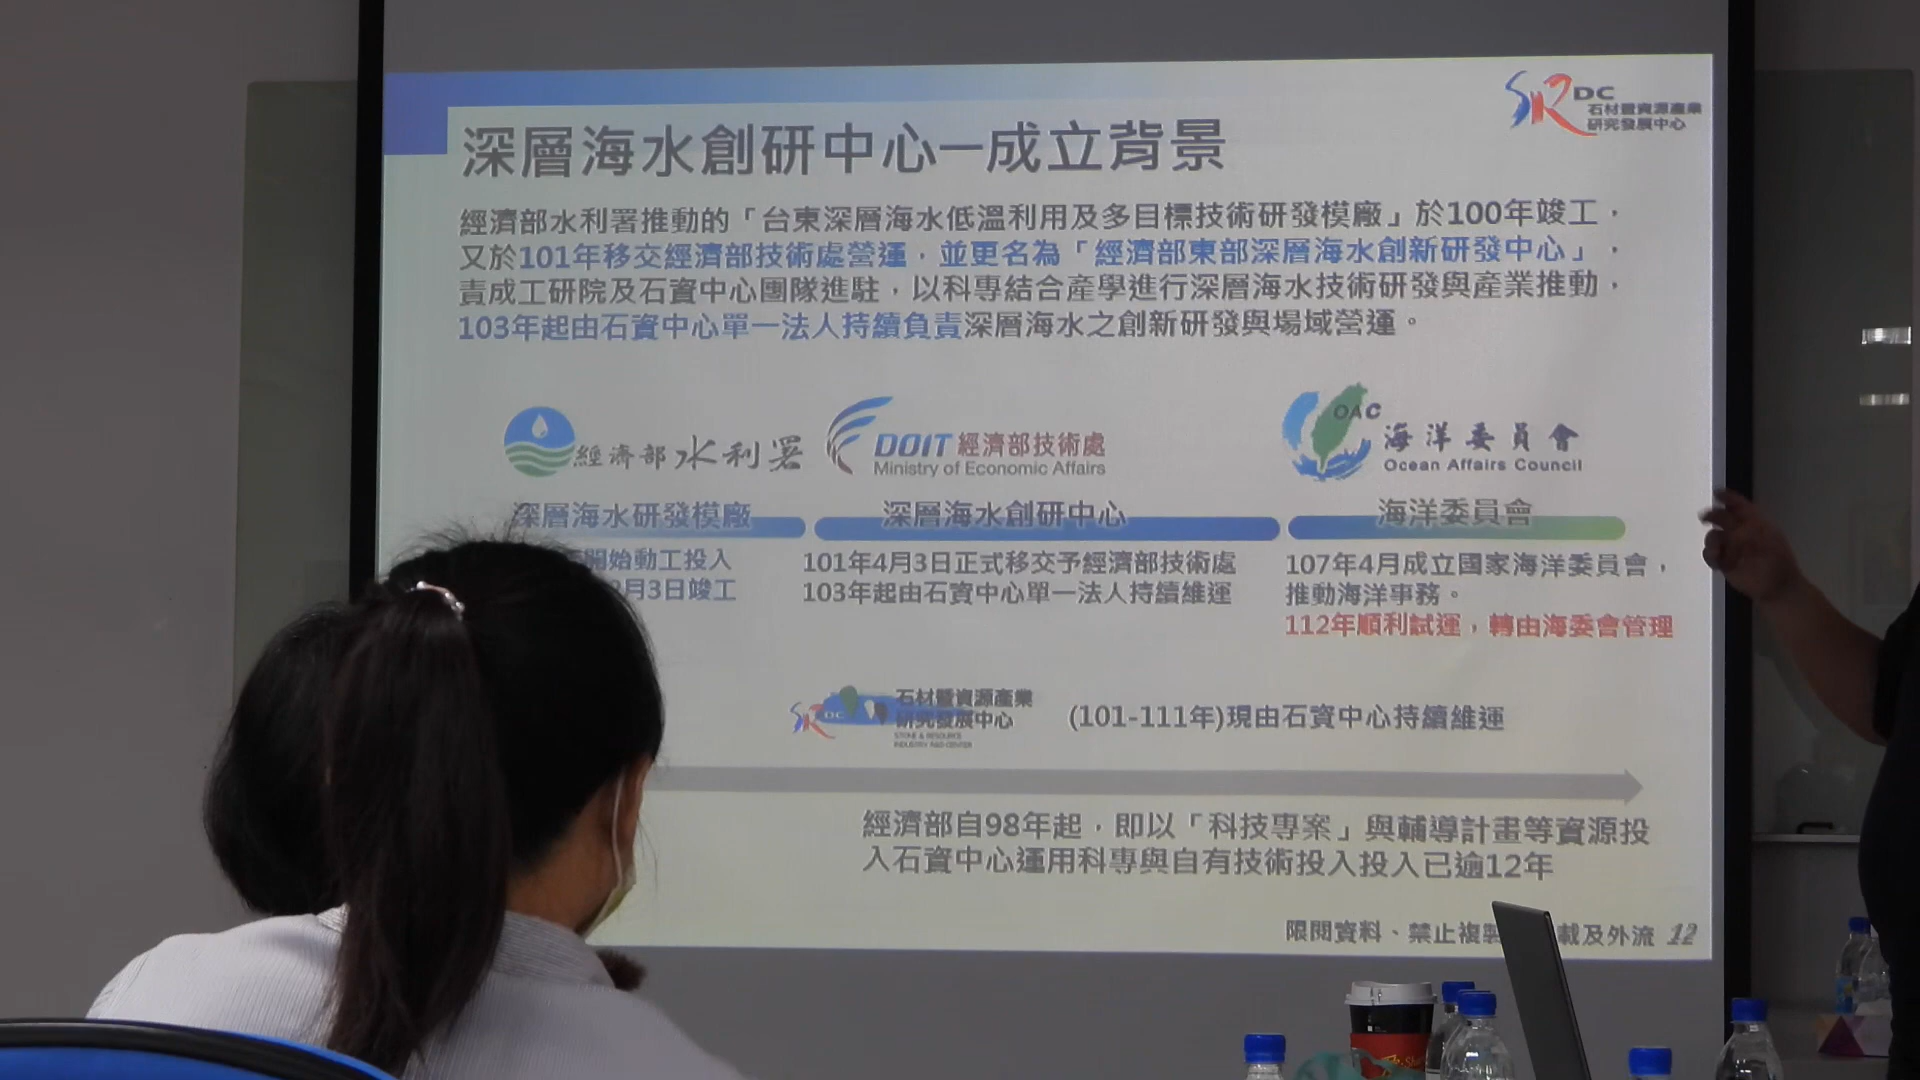 SRDC
石材暨資源產業
研究發展中心
深層海水創研中心—成立背景
經濟部水利署推動的「台東深層海水低溫利用及多目標技術研發模廠」於100年竣工，
又於101年移交經濟部技術處營運，並更名為「經濟部東部深層海水創新研發中心」，
責成工研院及石資中心團隊進駐，以科專結合產學進行深層海水技術研發與產業推動，
103年起由石資中心單一法人持續負責深層海水之創新研發與場域營運。
經濟部水利署
DOIT 經濟部技術處
Ministry of Economic Affairs
OAC
海洋委員會
Ocean Affairs Council
深層海水研發模廠
深層海水創研中心
海洋委員會
開始動工投入
月3日竣工
101年4月3日正式移交予經濟部技術處
103年起由石資中心單一法人持續維運
107年4月成立國家海洋委員會，
推動海洋事務。
112年順利試運，轉由海委會管理
SRDC
石材暨資源產業
研究發展中心
STONE & RESOURCE
INDUSTRY R&D CENTER
(101-111年)現由石資中心持續維運
經濟部自98年起，即以「科技專案」與輔導計畫等資源投
入石資中心運用科專與自有技術投入投入已逾12年
限閱資料、禁止複製 載及外流 12